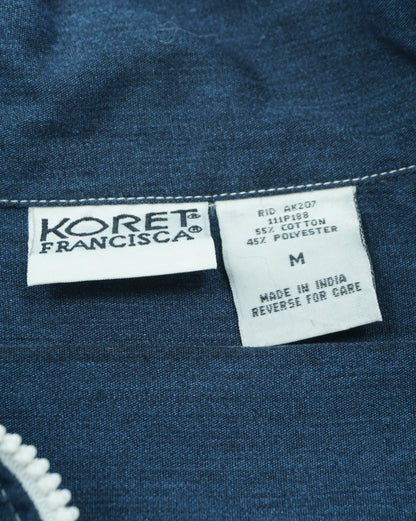 KORET®
FRANCISCA®
RID AK207
111P188
55% COTTON
45% POLYESTER
M
MADE IN INDIA
REVERSE FOR CARE